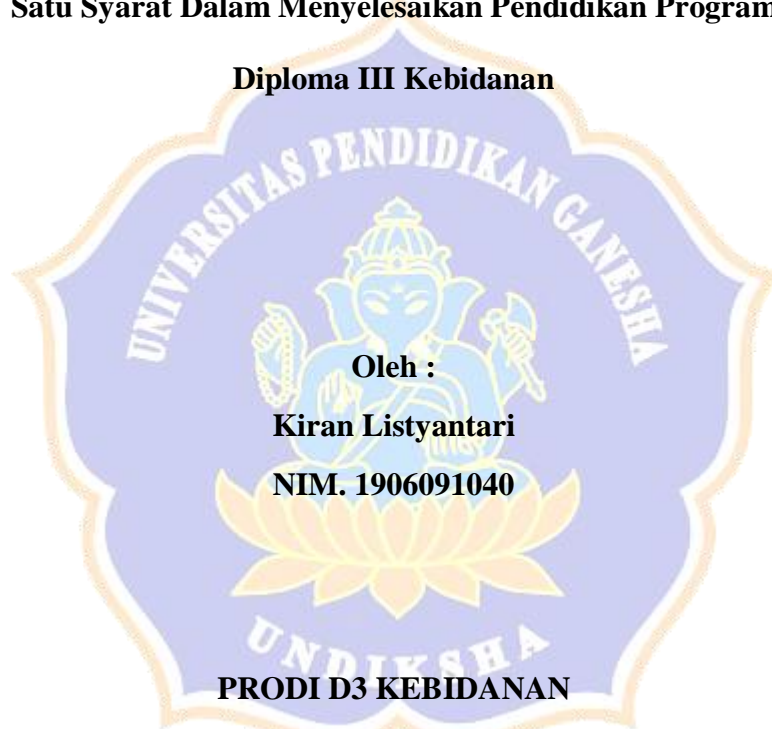 Satu Syarat Dalam Menyelesaikan Pendidikan Program
Diploma III Kebidanan
UNIVERSITAS PENDIDIKAN GANESHA
Oleh :
Kiran Listyantari
NIM. 1906091040
UNDIKSHA
PRODI D3 KEBIDANAN